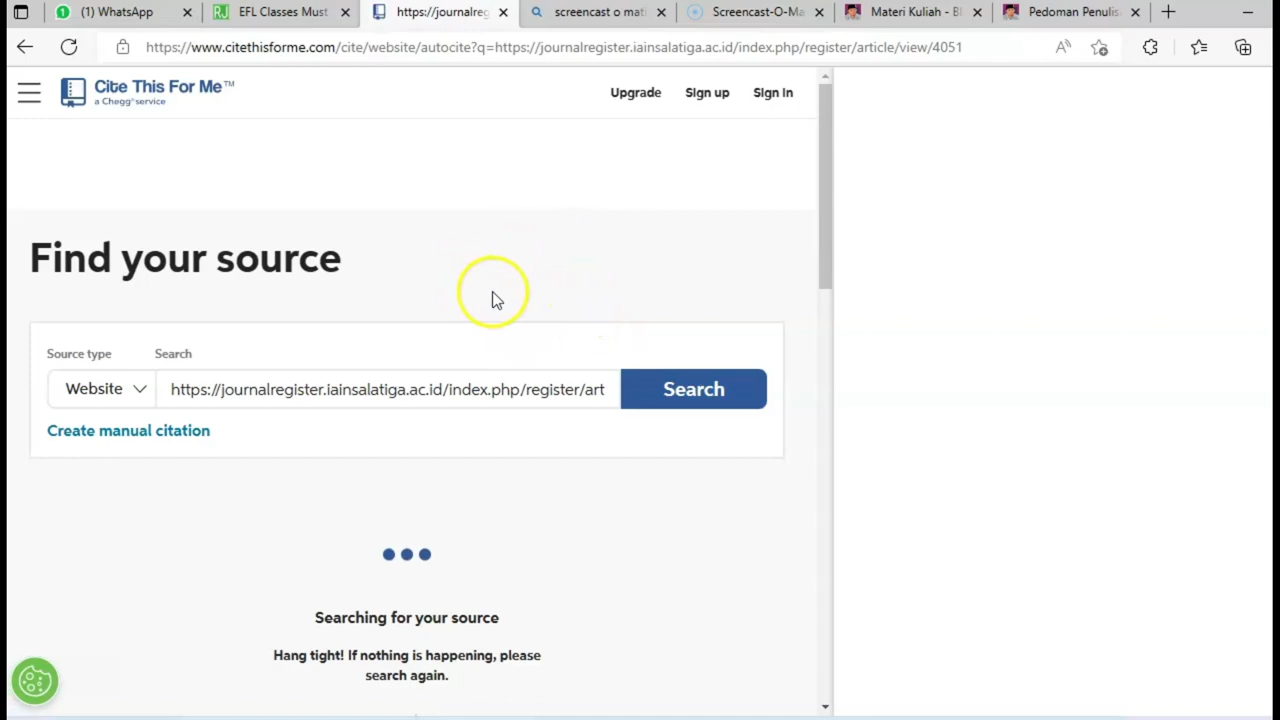 (1) WhatsApp
EFL Classes Must
https://journalreg
screencast o mati
Screencast-O-Ma
Materi Kuliah - Bl
Pedoman Penulis
https://www.citethisforme.com/cite/website/autocite?q=https://journalregister.iainsalatiga.ac.id/index.php/register/article/view/4051
Cite This For Me™
a Chegg® service
Upgrade
Sign up
Sign in
Find your source
Source type
Search
Website
https://journalregister.iainsalatiga.ac.id/index.php/register/art
Search
Create manual citation
Searching for your source
Hang tight! If nothing is happening, please
search again.